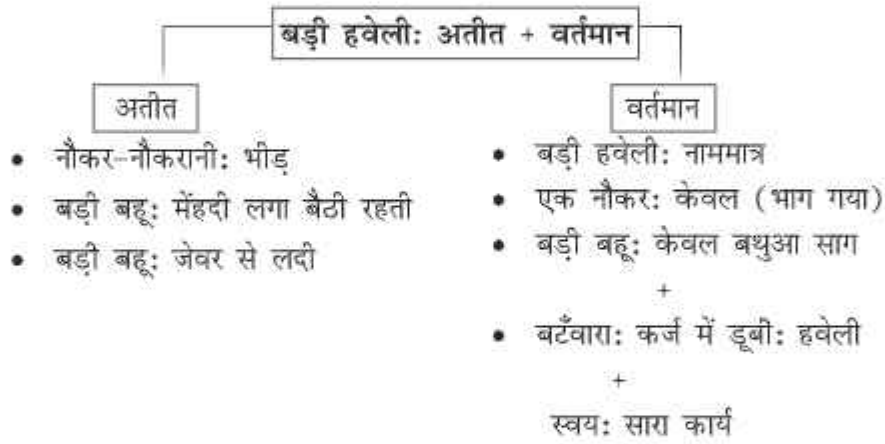 बड़ी हवेली: अतीत + वर्तमान
अतीत
• नौकर-नौकरानी: भीड़
• बड़ी बहू: मेंहदी लगा बैठी रहती
• बड़ी बहू: जेवर से लदी
वर्तमान
• बड़ी हवेली: नाममात्र
• एक नौकर: केवल (भाग गया)
• बड़ी बहू: केवल बथुआ साग
+
• बटँवारा: कर्ज में डूबी: हवेली
+
स्वय: सारा कार्य